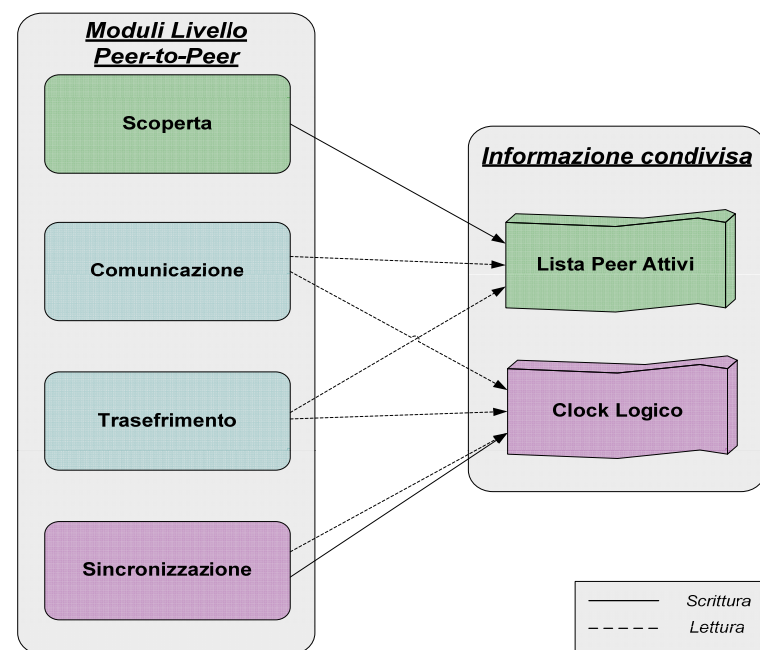 Moduli Livello
Peer-to-Peer
Scoperta
Comunicazione
Trasefrimento
Sincronizzazione
Informazione condivisa
Lista Peer Attivi
Clock Logico
Scrittura
Lettura